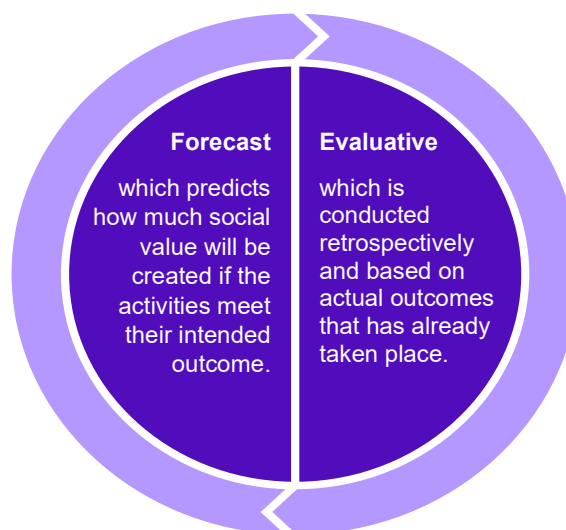 Forecast
which predicts
how much social
value will be
created if the
activities meet
their intended
outcome.
Evaluative
which is
conducted
retrospectively
and based on
actual outcomes
that has already
taken place.